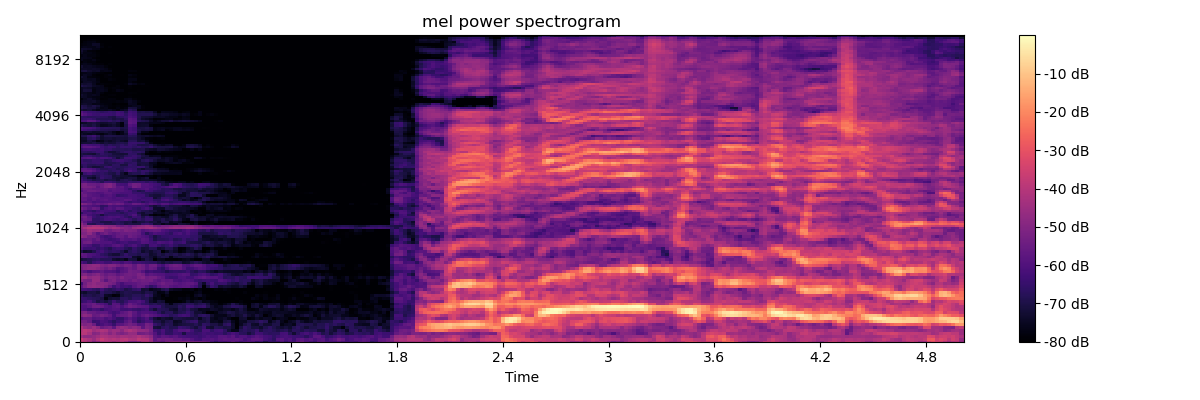 mel power spectrogram
8192
4096
2048
1024
512
0
Hz
0 0.6 1.2 1.8 2.4 3 3.6 4.2 4.8
Time
-10 dB
-20 dB
-30 dB
-40 dB
-50 dB
-60 dB
-70 dB
-80 dB